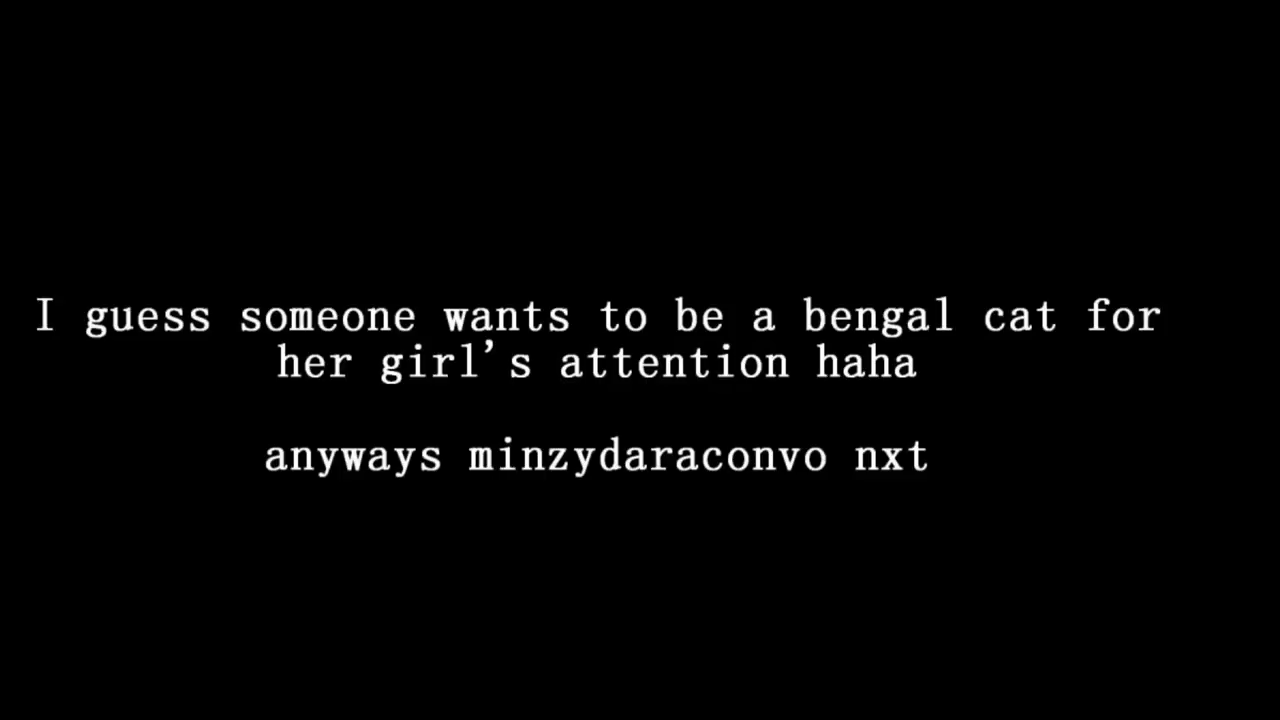 I guess someone wants to be a bengal cat for
her girl's attention haha
anyways minzydaraconvo nxt